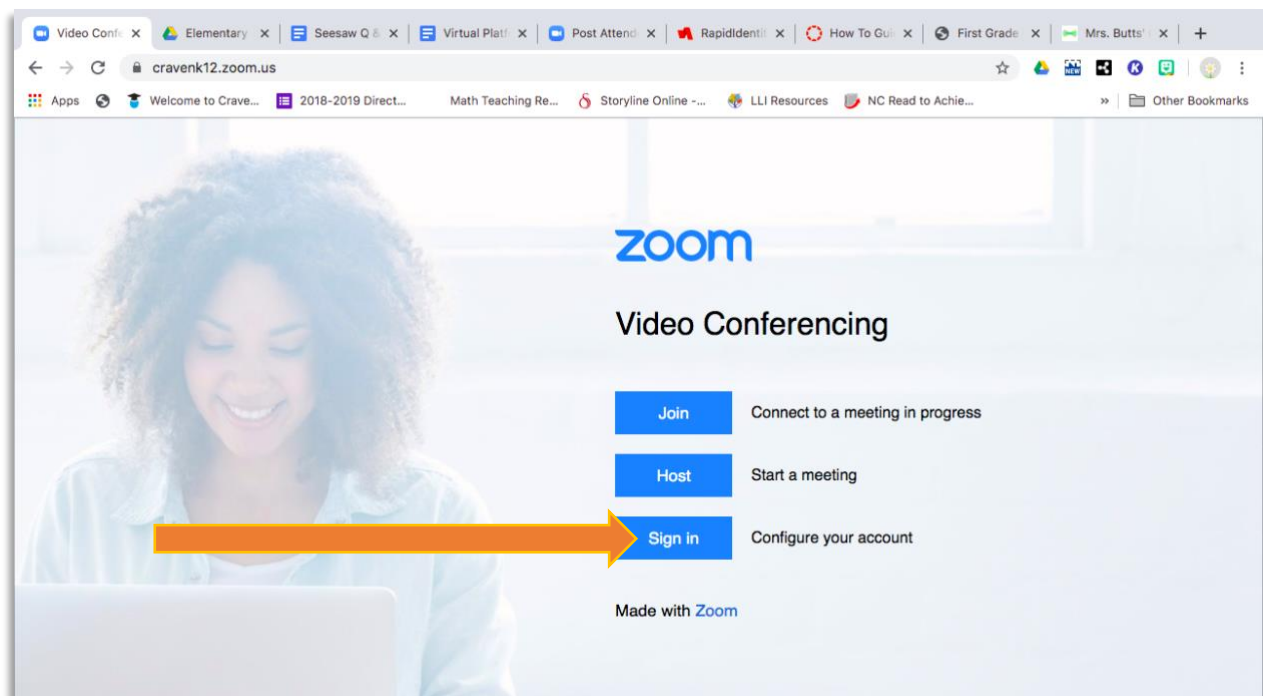 Video Confe
Elementary
Seesaw Q &
Virtual Platf
Post Attend
RapidIdenti
How To Gui
First Grade
Mrs. Butts'
cravenk12.zoom.us
NEW
K
Apps
Welcome to Crave...
2018-2019 Direct...
Math Teaching Re...
Storyline Online -...
LLI Resources
NC Read to Achie...
»
Other Bookmarks
zoom
Video Conferencing
Join Connect to a meeting in progress
Host Start a meeting
Sign in Configure your account
Made with Zoom